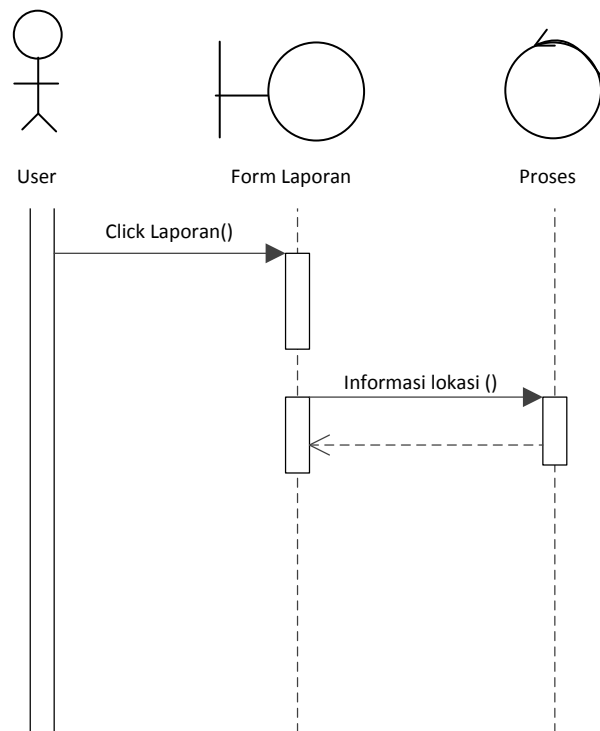 User
Form Laporan
Proses
Click Laporan()
Informasi lokasi ()